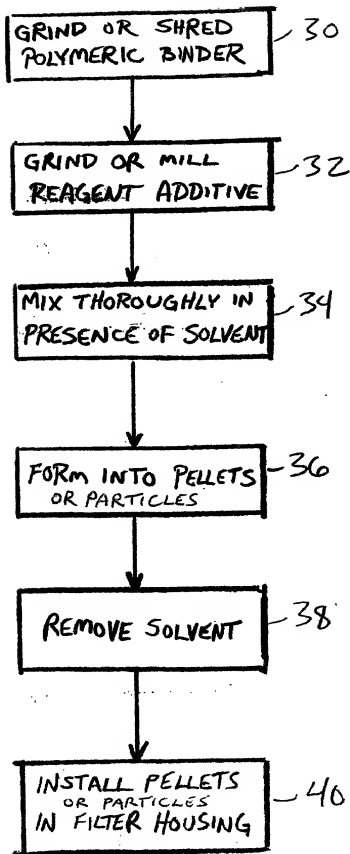 GRIND OR SHRED
POLYMERIC BINDER
30
GRIND OR MILL
REAGENT ADDITIVE
32
MIX THOROUGHLY IN
PRESENCE OF SOLVENT
34
FORM INTO PELLETS
OR PARTICLES
36
REMOVE SOLVENT
38
INSTALL PELLETS
OR PARTICLES
IN FILTER HOUSING
40